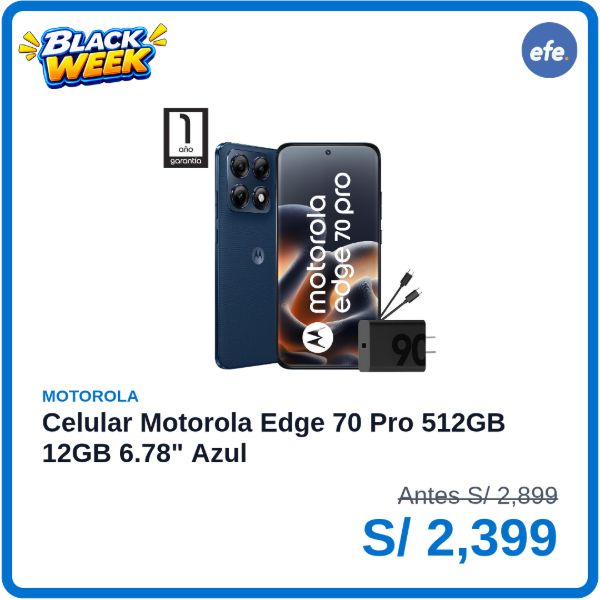 BLACK
WEEK
efe.
1
año
garantía
motorola
edge 70 pro
90
MOTOROLA
Celular Motorola Edge 70 Pro 512GB
12GB 6.78" Azul
Antes S/ 2,899
S/ 2,399